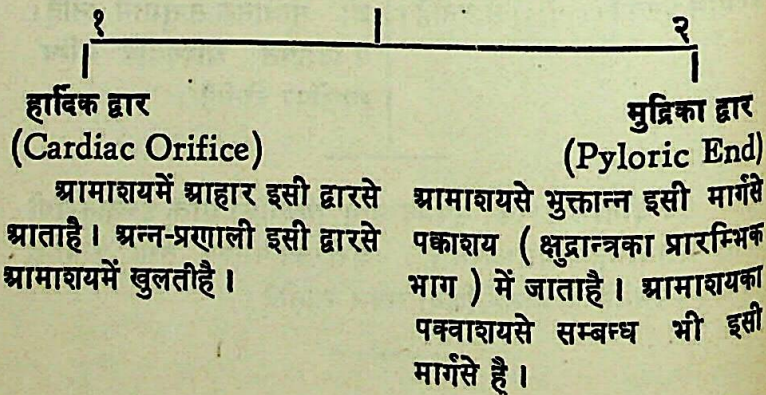 १
हार्दिक द्वार
(Cardiac Orifice)
आमाशयमें आहार इसी द्वारसे
आताहै। अन्न-प्रणाली इसी द्वारसे
आमाशयमें खुलतीहै।
२
मुद्रिका द्वार
(Pyloric End)
आमाशयसे भुक्तान्न इसी मार्गसे
पक्काशय ( क्षुद्रान्त्रका प्रारम्भिक
भाग ) में जाताहै। आमाशयका
पक्वाशयसे सम्बन्ध भी इसी
मार्गसे है।